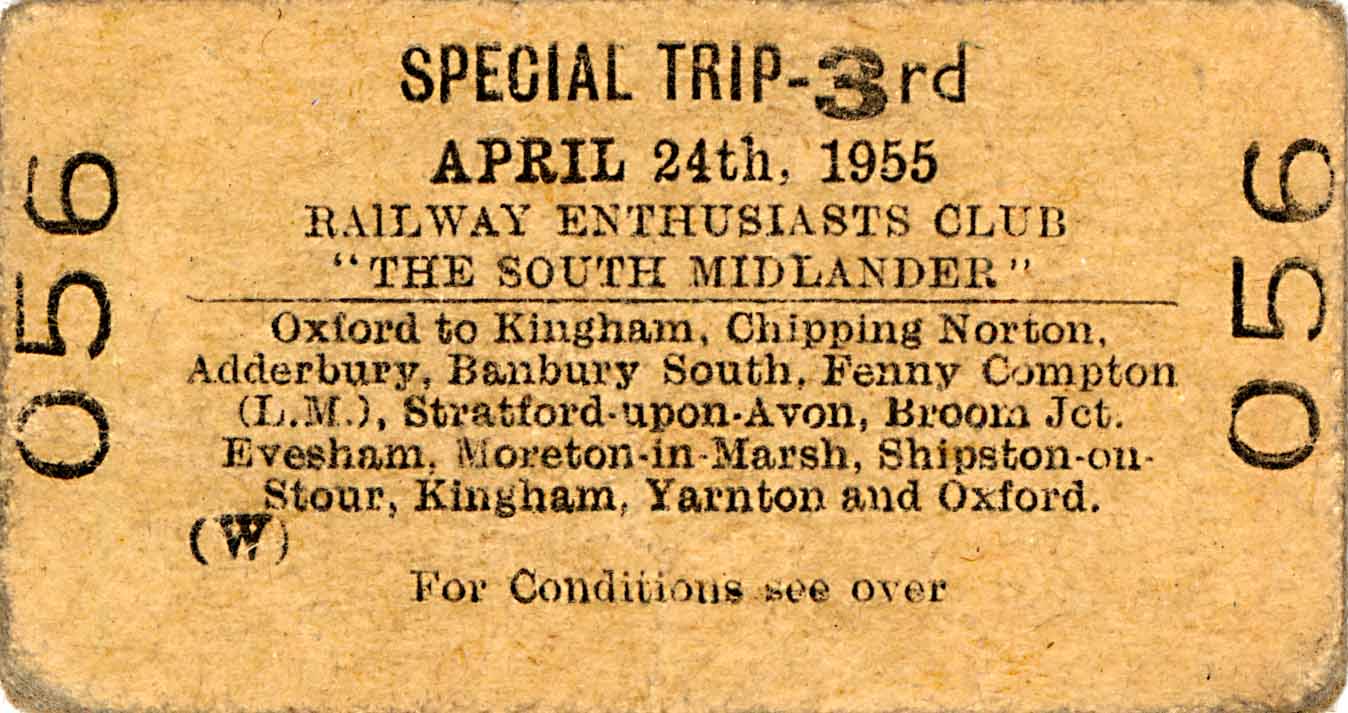 SPECIAL TRIP-3rd
APRIL 24th, 1955
RAILWAY ENTHUSIASTS CLUB
"THE SOUTH MIDLANDER"
Oxford to Kingham, Chipping Norton,
Adderbury, Banbury South, Fenny Compton
(L.M.), Stratford-upon-Avon, Broom Jct.
Evesham, Moreton-in-Marsh, Shipston-on-
Stour, Kingham, Yarnton and Oxford.
(W)
For Conditions see over
056
056